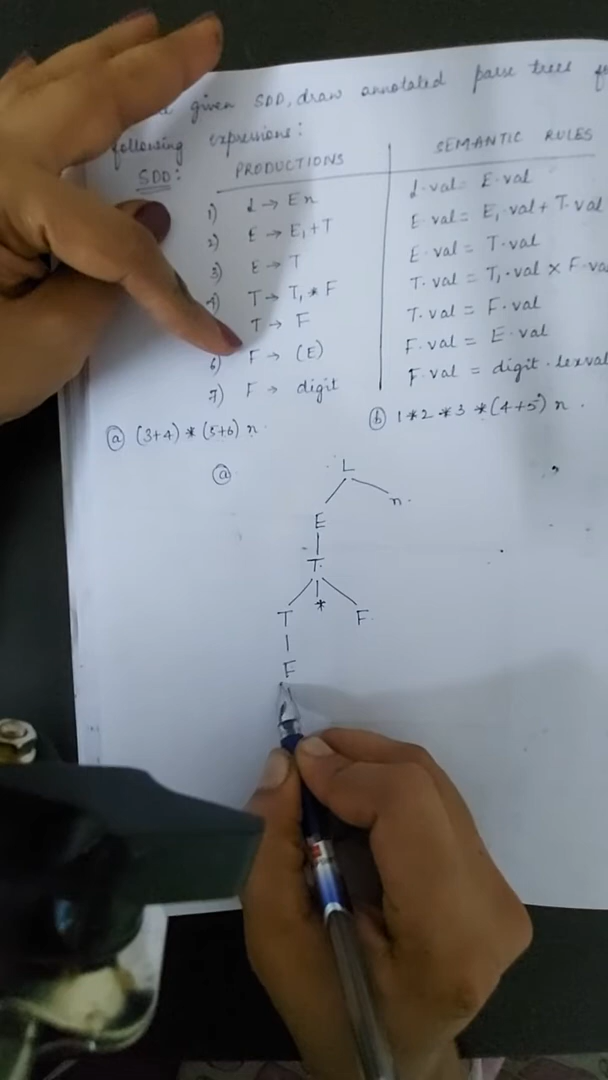 given SDD, draw annotated parse trees
following expressions:
SDD:
PRODUCTIONS
SEMANTIC RULES
1) L → En
L.val = E.val
2) E → E₁+T
E.val = E₁.val + T.val
3) E → T
E.val = T.val
4) T → T₁ * F
T.val = T₁.val × F.va
T → F
T.val = F.val
6) F → (E)
F.val = E.val
7) F → digit
F.val = digit.lexval
ⓐ (3+4) * (5+6) n.
ⓑ 1*2*3*(4+5) n.
ⓐ
L
E
n.
T.
T * F
F